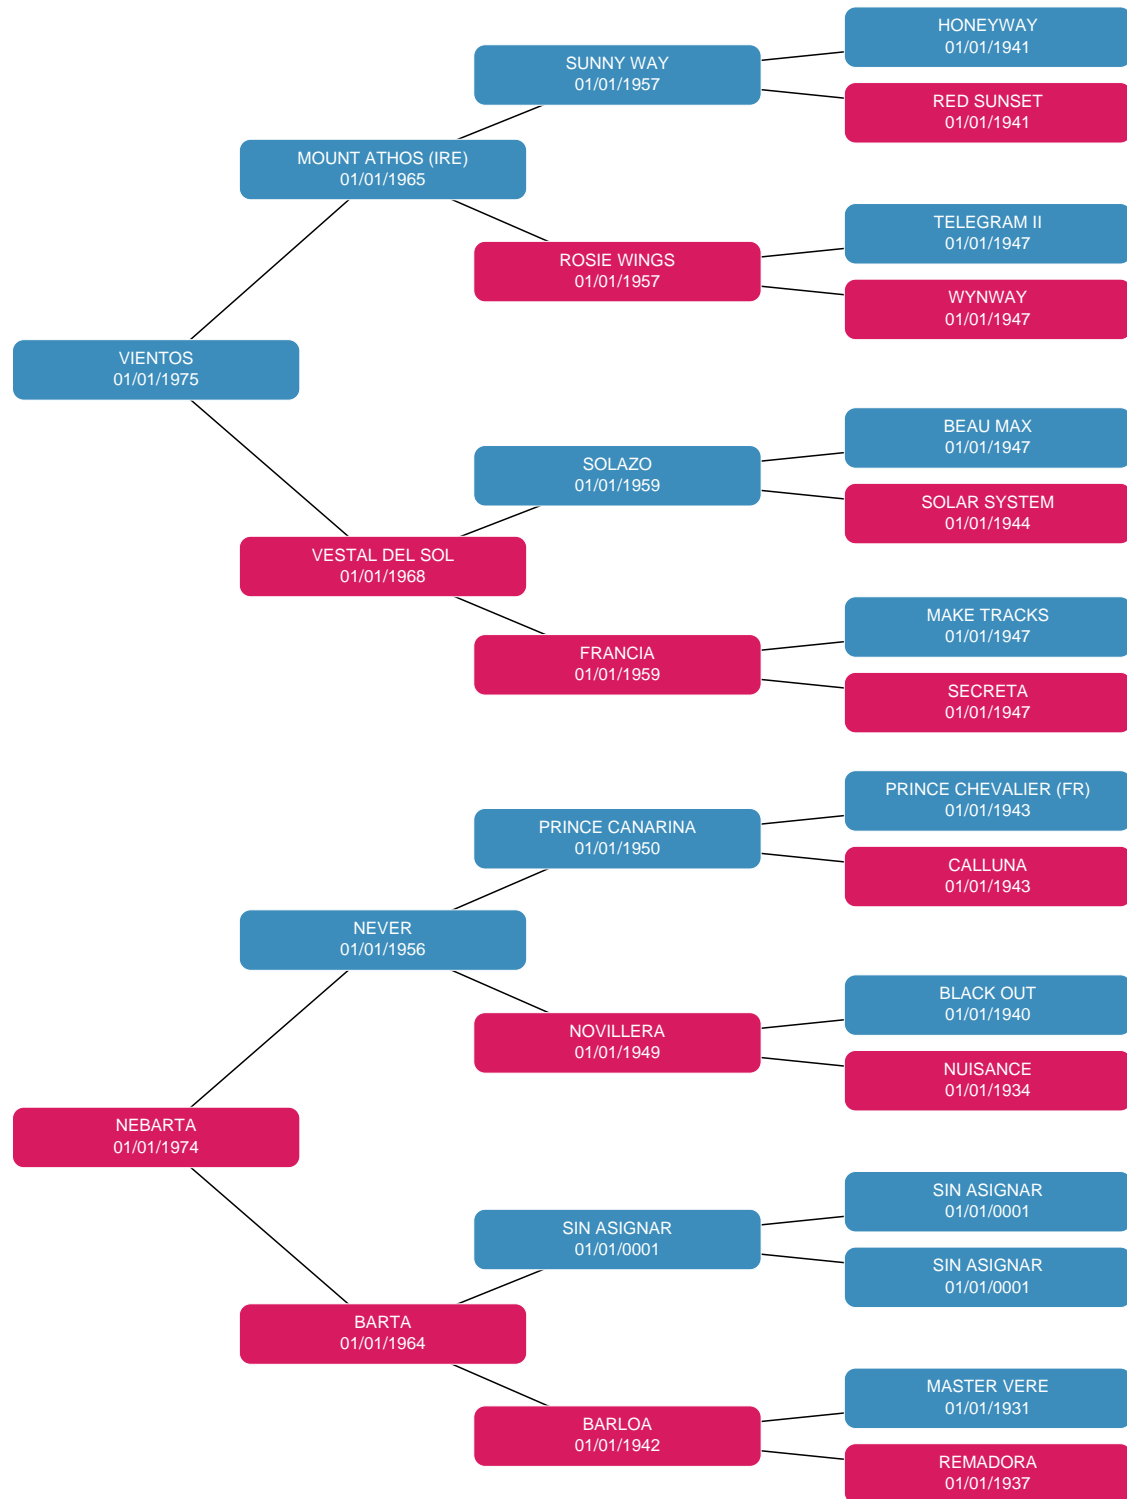 HONEYWAY
01/01/1941
SUNNY WAY
01/01/1957
RED SUNSET
01/01/1941
MOUNT ATHOS (IRE)
01/01/1965
TELEGRAM II
01/01/1947
ROSIE WINGS
01/01/1957
WYNWAY
01/01/1947
VIENTOS
01/01/1975
BEAU MAX
01/01/1947
SOLAZO
01/01/1959
SOLAR SYSTEM
01/01/1944
VESTAL DEL SOL
01/01/1968
MAKE TRACKS
01/01/1947
FRANCIA
01/01/1959
SECRETA
01/01/1947
PRINCE CHEVALIER (FR)
01/01/1943
PRINCE CANARINA
01/01/1950
CALLUNA
01/01/1943
NEVER
01/01/1956
BLACK OUT
01/01/1940
NOVILLERA
01/01/1949
NUISANCE
01/01/1934
NEBARTA
01/01/1974
SIN ASIGNAR
01/01/0001
SIN ASIGNAR
01/01/0001
SIN ASIGNAR
01/01/0001
BARTA
01/01/1964
MASTER VERE
01/01/1931
BARLOA
01/01/1942
REMADORA
01/01/1937